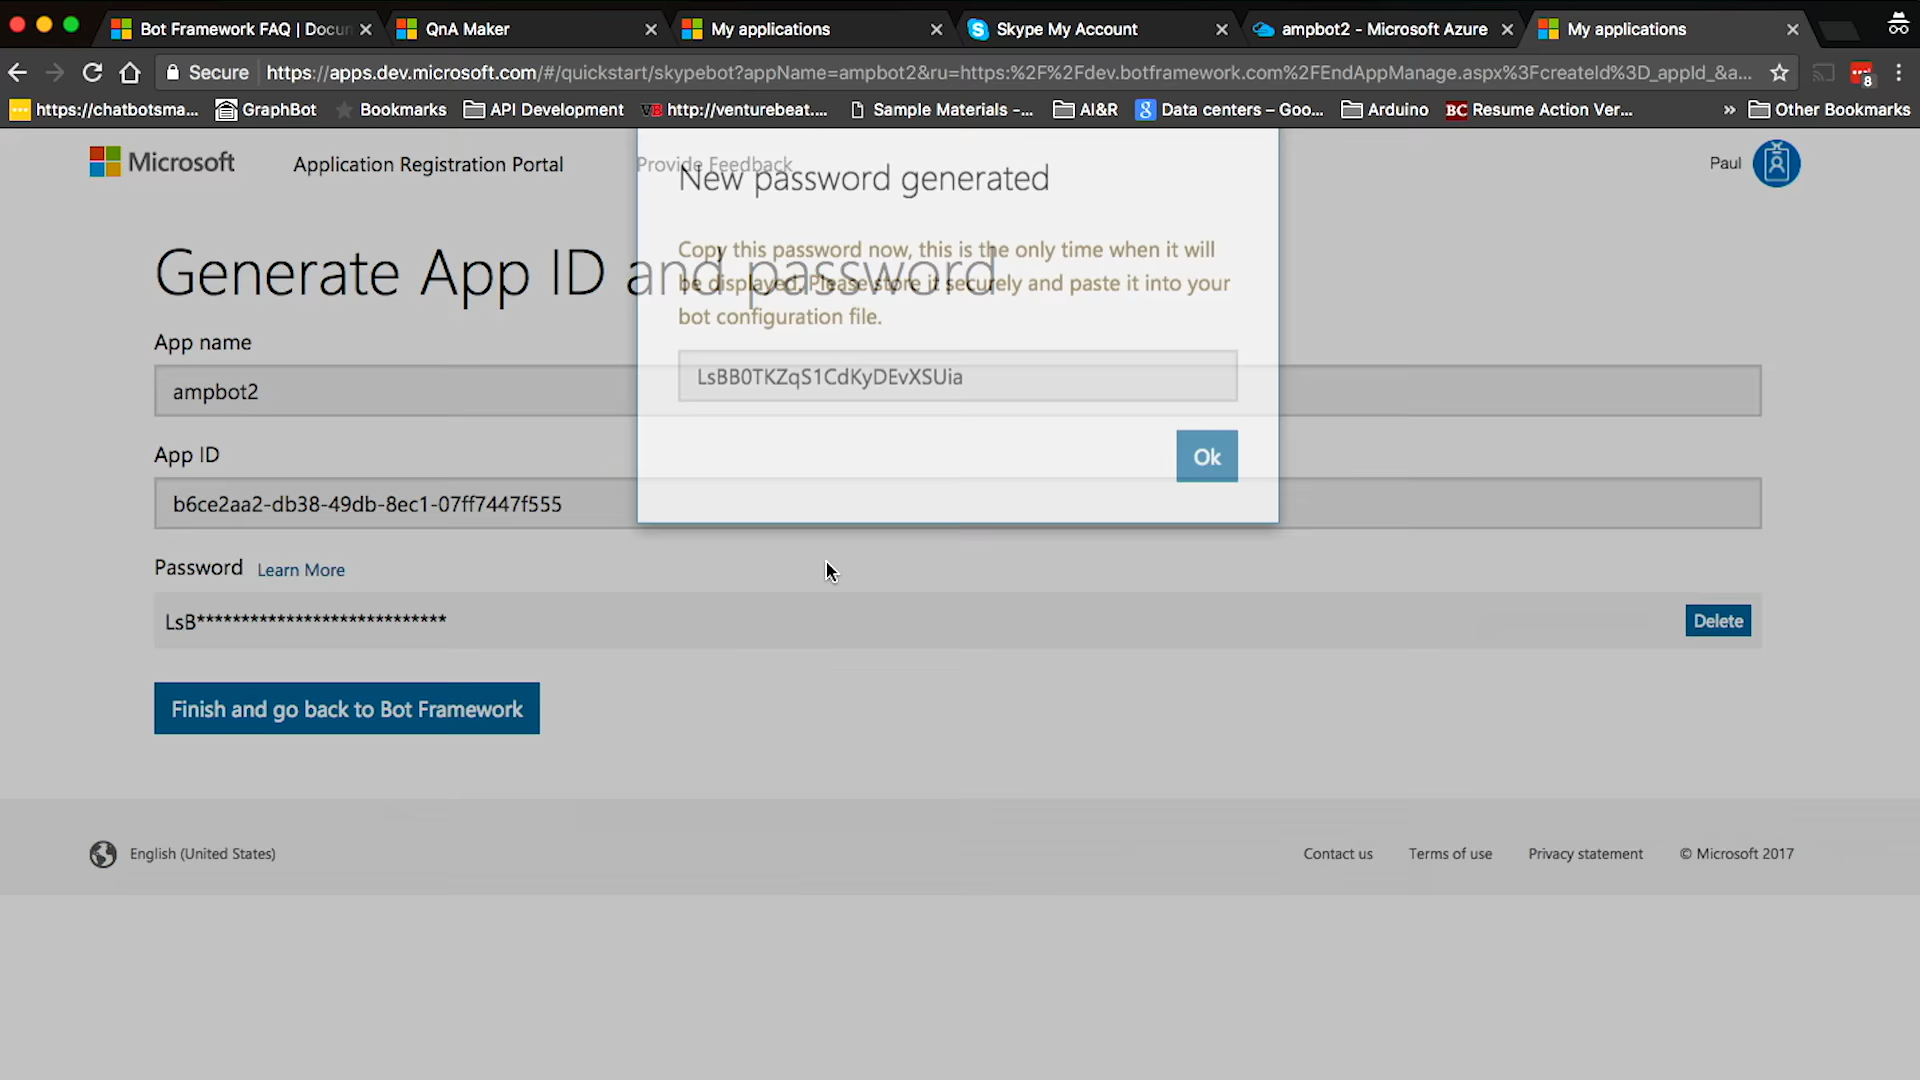 Bot Framework FAQ | Docum
QnA Maker
My applications
Skype My Account
ampbot2 - Microsoft Azure
My applications
Secure
https://apps.dev.microsoft.com/#/quickstart/skypebot?appName=ampbot2&ru=https:%2F%2Fdev.botframework.com%2FEndAppManage.aspx%3FcreateId%3D_appId_&a...
8
https://chatbotsma...
GraphBot
Bookmarks
API Development
VB
http://venturebeat....
Sample Materials -...
AI&R
Data centers – Goo...
Arduino
BC
Resume Action Ver...
» Other Bookmarks
Microsoft
Application Registration Portal
Provide Feedback
Paul
New password generated
Generate App ID and password
Copy this password now, this is the only time when it will
be displayed. Please store it securely and paste it into your
bot configuration file.
App name
LsBB0TKZqS1CdKyDEvXSUia
ampbot2
App ID
Ok
b6ce2aa2-db38-49db-8ec1-07ff7447f555
Password Learn More
LsB****************************
Delete
Finish and go back to Bot Framework
English (United States)
Contact us
Terms of use
Privacy statement
© Microsoft 2017